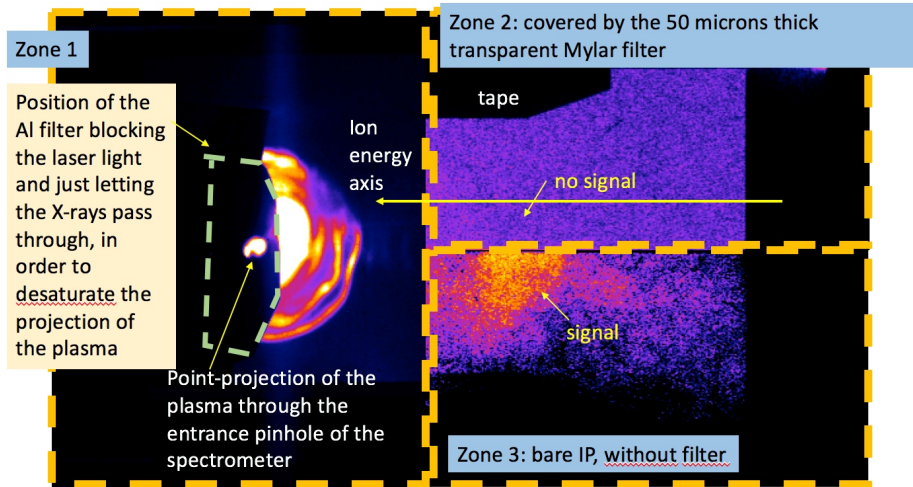 Zone 1
Zone 2: covered by the 50 microns thick
transparent Mylar filter
Position of the
Al filter blocking
the laser light
and just letting
the X-rays pass
through, in
order to
desaturate the
projection of
the plasma
Ion
energy
axis
tape
no signal
signal
Point-projection of the
plasma through the
entrance pinhole of the
spectrometer
Zone 3: bare IP, without filter